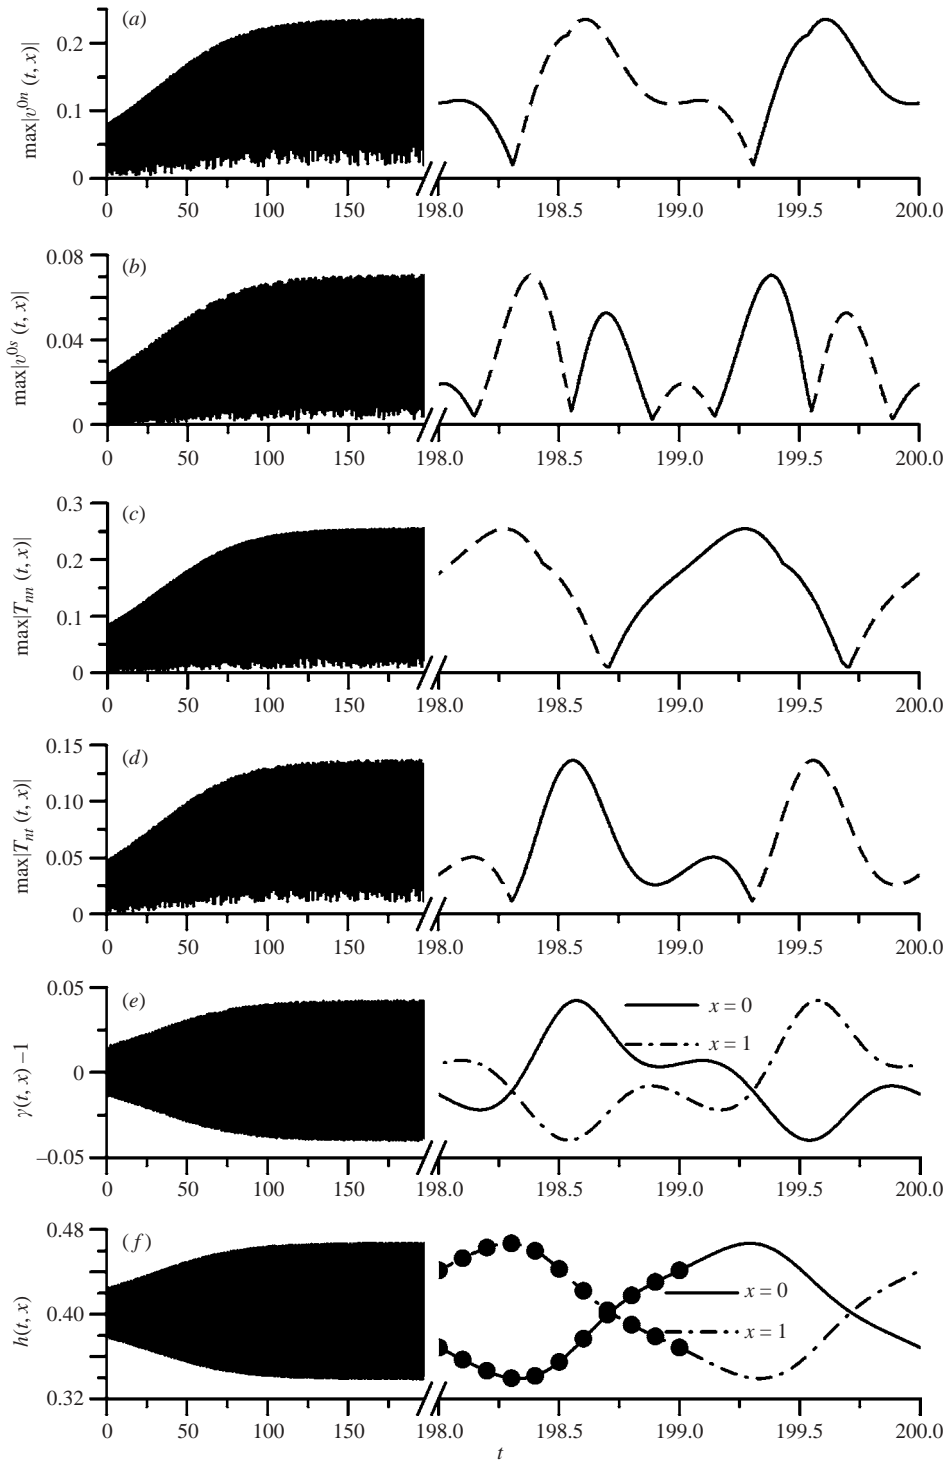 (a)
max|v^{0n} (t, x)|
0.2
0.1
0
0 50 100 150 198.0 198.5 199.0 199.5 200.0
(b)
max|v^{0s} (t, x)|
0.08
0.04
0
0 50 100 150 198.0 198.5 199.0 199.5 200.0
(c)
max|T_{nn} (t, x)|
0.3
0.2
0.1
0
0 50 100 150 198.0 198.5 199.0 199.5 200.0
(d)
max|T_{nt} (t, x)|
0.15
0.10
0.05
0
0 50 100 150 198.0 198.5 199.0 199.5 200.0
(e)
γ(t, x) –1
0.05
0
–0.05
x = 0
x = 1
0 50 100 150 198.0 198.5 199.0 199.5 200.0
(f)
h(t, x)
0.48
0.40
0.32
x = 0
x = 1
0 50 100 150 198.0 198.5 199.0 199.5 200.0
t